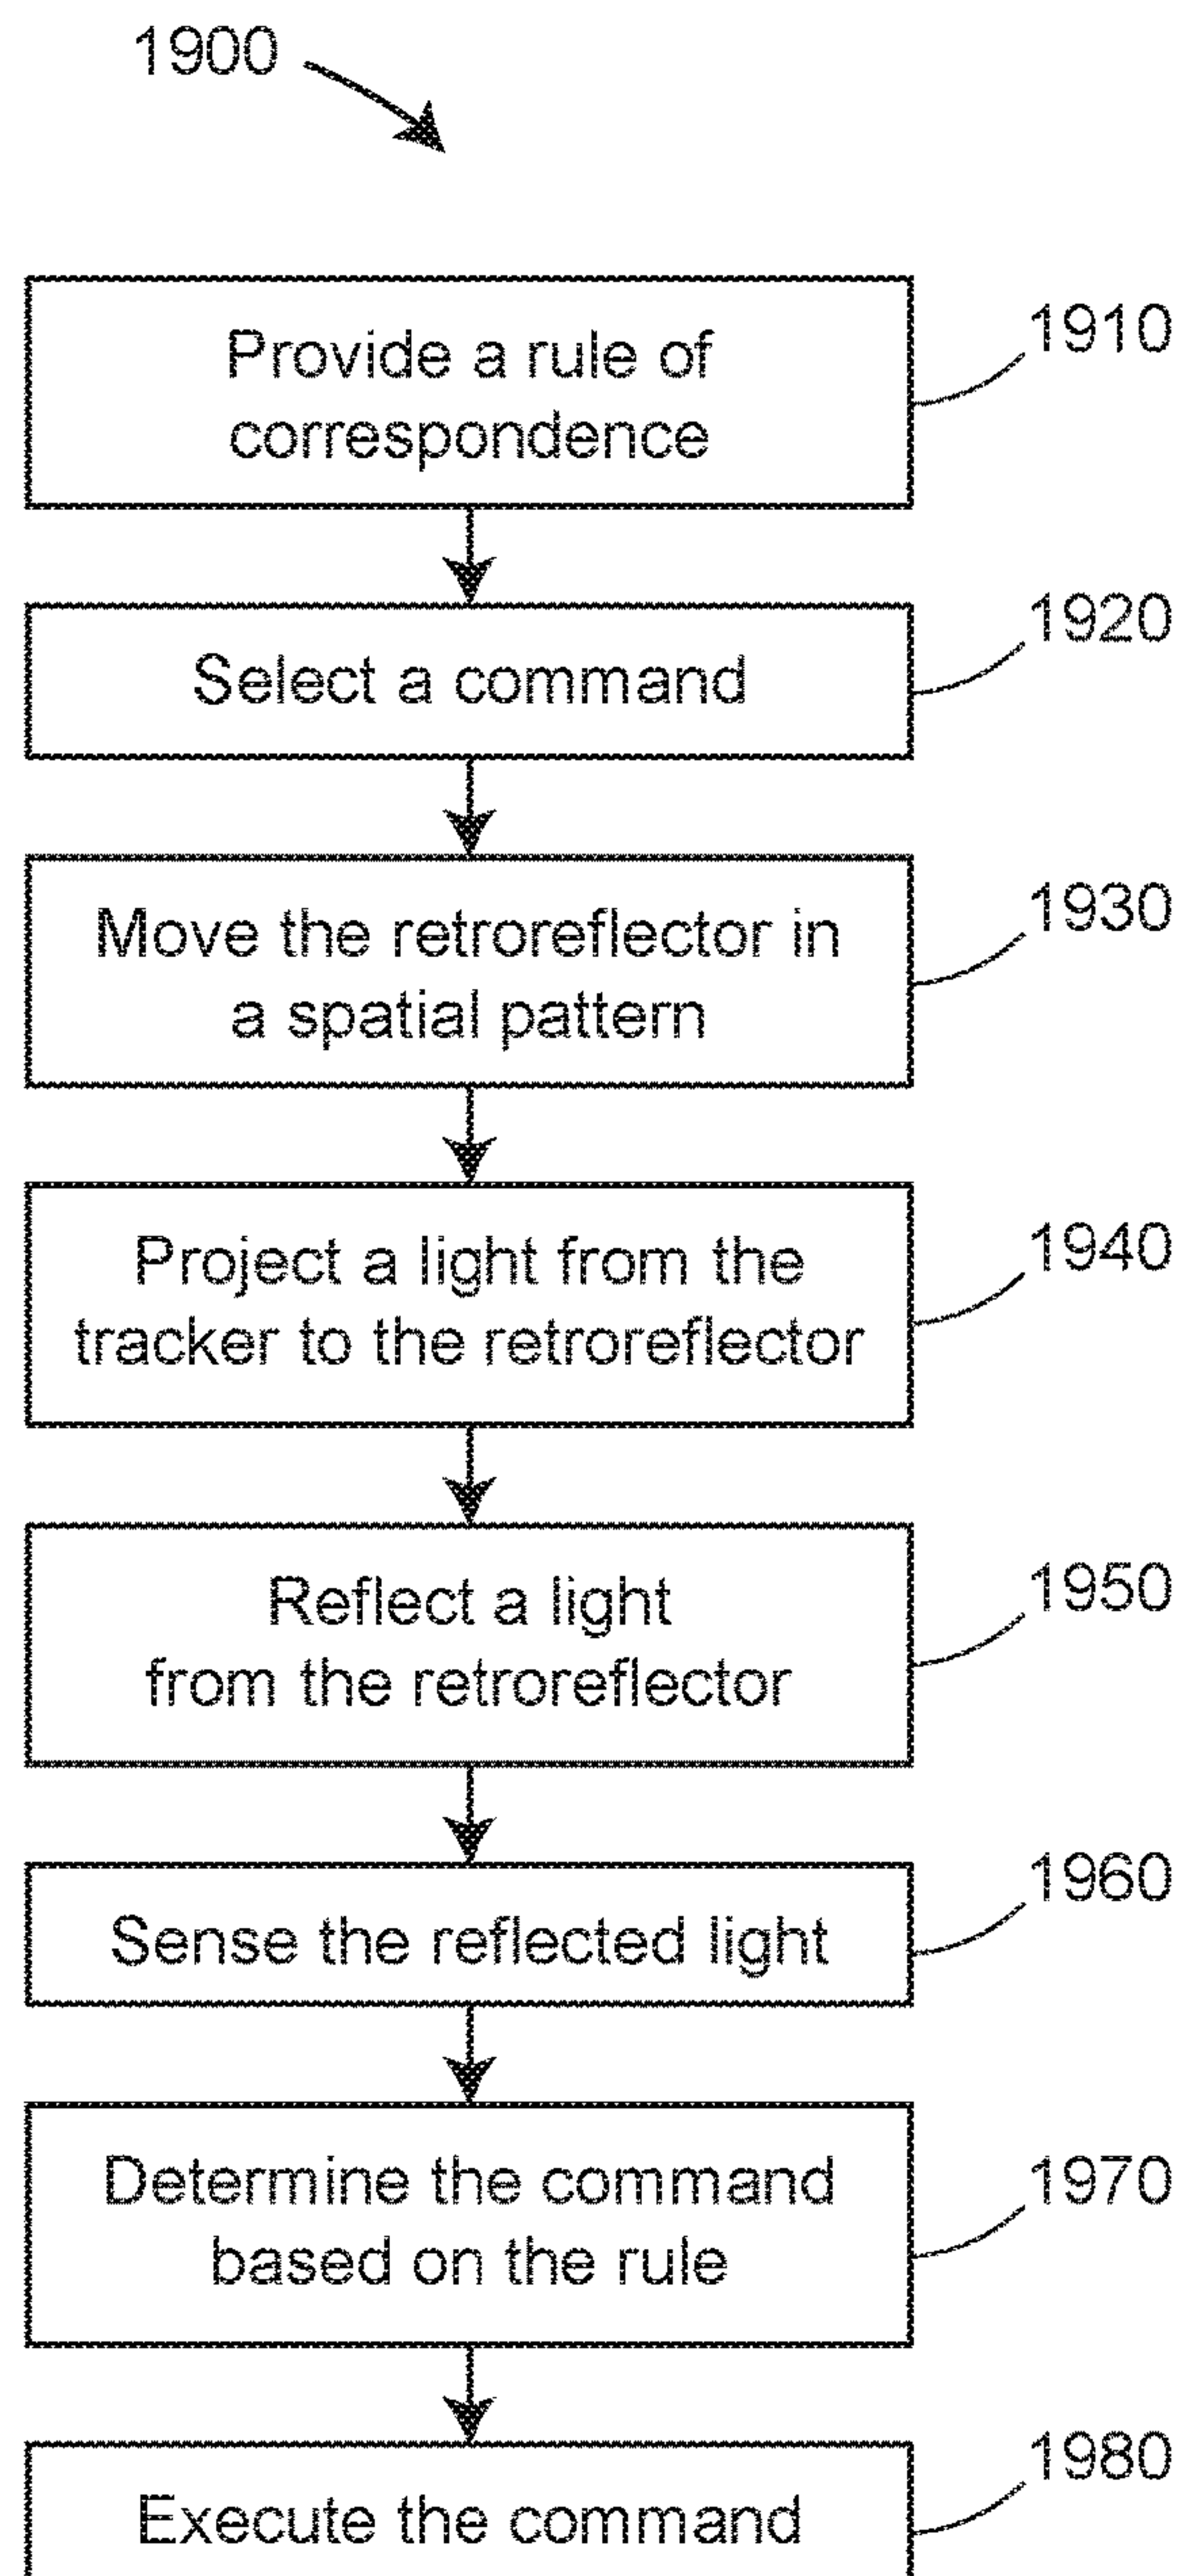 1900
Provide a rule of
correspondence
1910
Select a command
1920
Move the retroreflector in
a spatial pattern
1930
Project a light from the
tracker to the retroreflector
1940
Reflect a light
from the retroreflector
1950
Sense the reflected light
1960
Determine the command
based on the rule
1970
Execute the command
1980